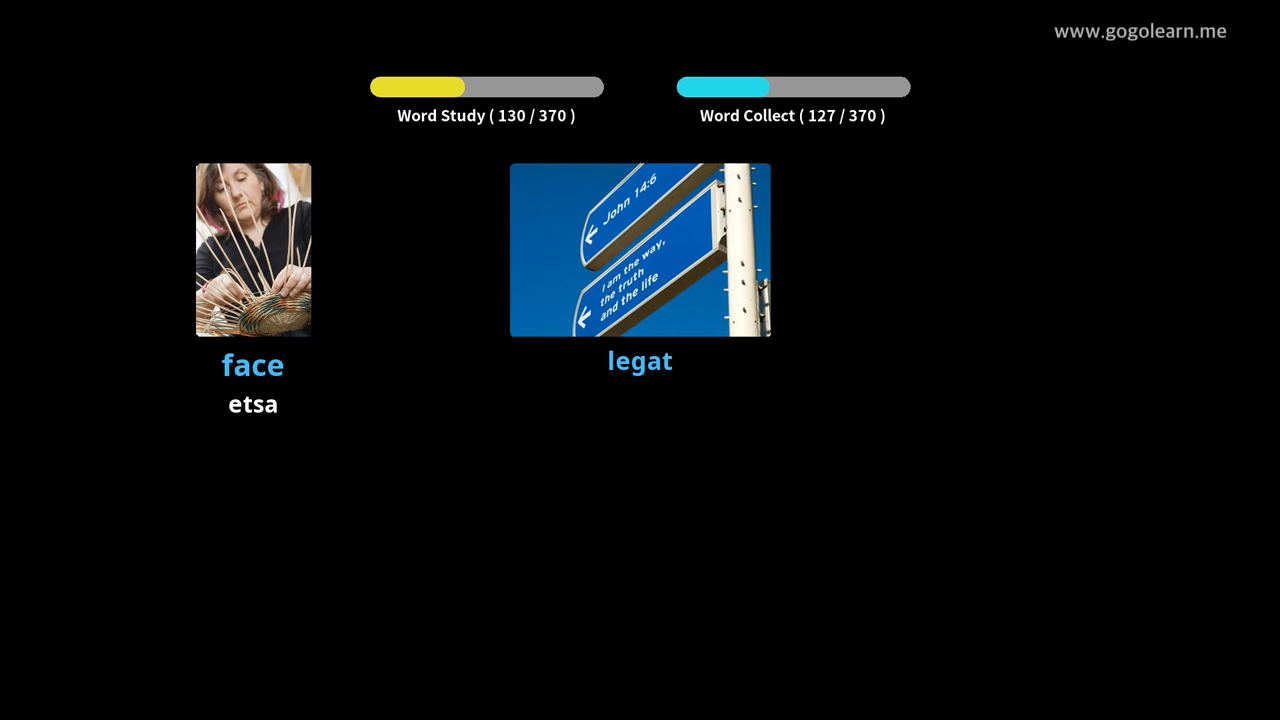 www.gogolearn.me
Word Study ( 130 / 370 )
Word Collect ( 127 / 370 )
John 14:6
I am the way,
the truth
and the life
face
legat
etsa